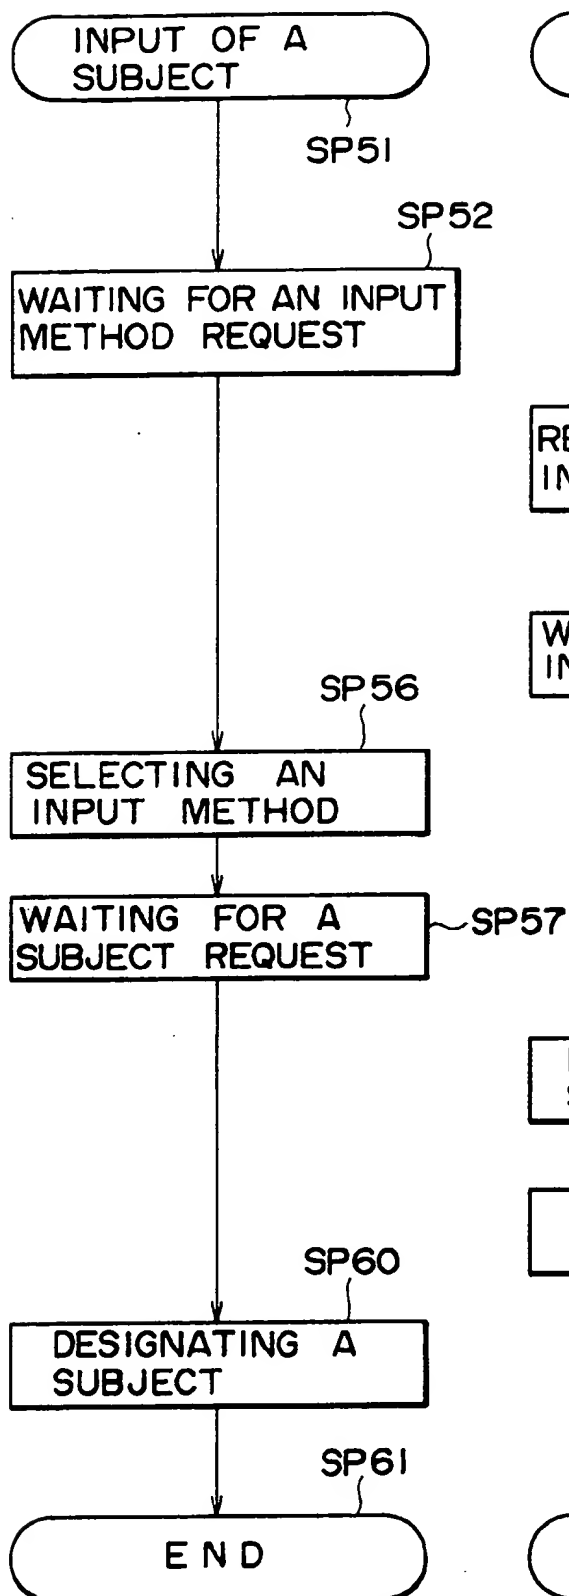 INPUT OF A
SUBJECT
SP51
SP52
WAITING FOR AN INPUT
METHOD REQUEST
SP56
SELECTING AN
INPUT METHOD
WAITING FOR A
SUBJECT REQUEST
SP57
SP60
DESIGNATING A
SUBJECT
SP61
END